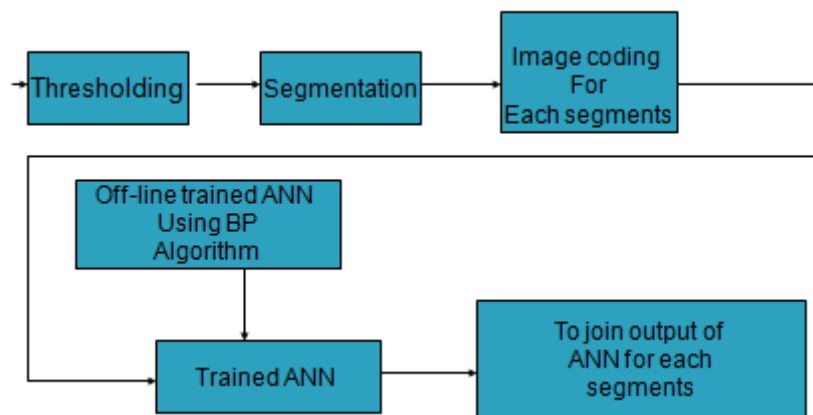 Thresholding
Segmentation
Image coding
For
Each segments
Off-line trained ANN
Using BP
Algorithm
Trained ANN
To join output of
ANN for each
segments